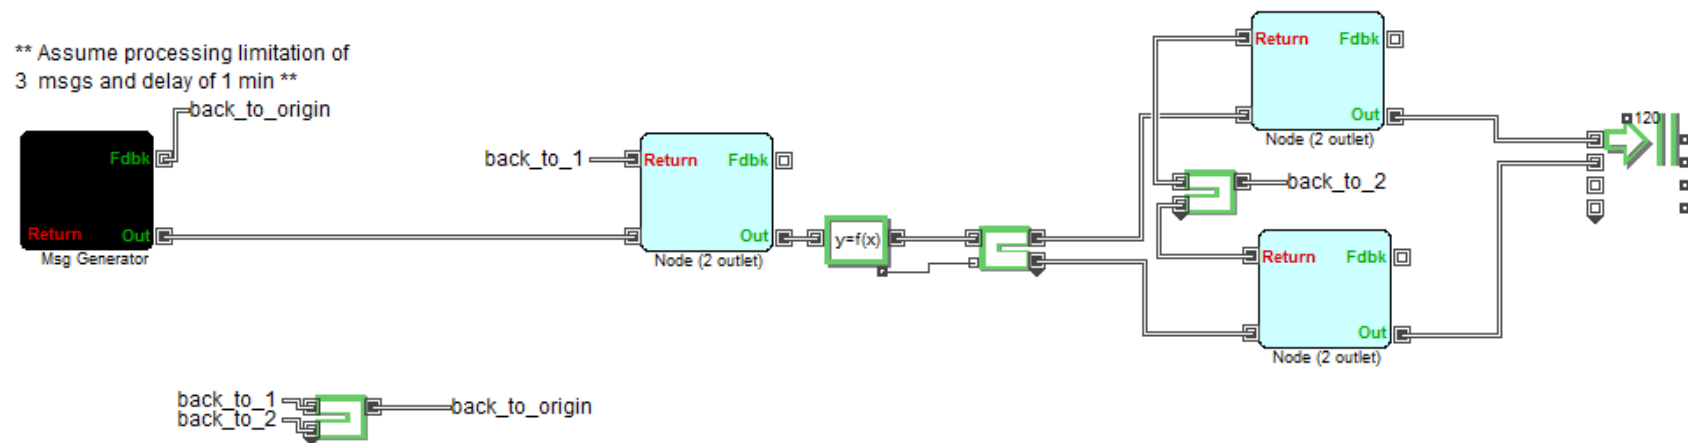 ** Assume processing limitation of
3 msgs and delay of 1 min **
back_to_origin
Fdbk
Return
Out
Msg Generator
back_to_1
Return
Fdbk
Out
Node (2 outlet)
y=f(x)
Return
Fdbk
Out
Node (2 outlet)
back_to_2
Return
Fdbk
Out
Node (2 outlet)
120
back_to_1
back_to_2
back_to_origin